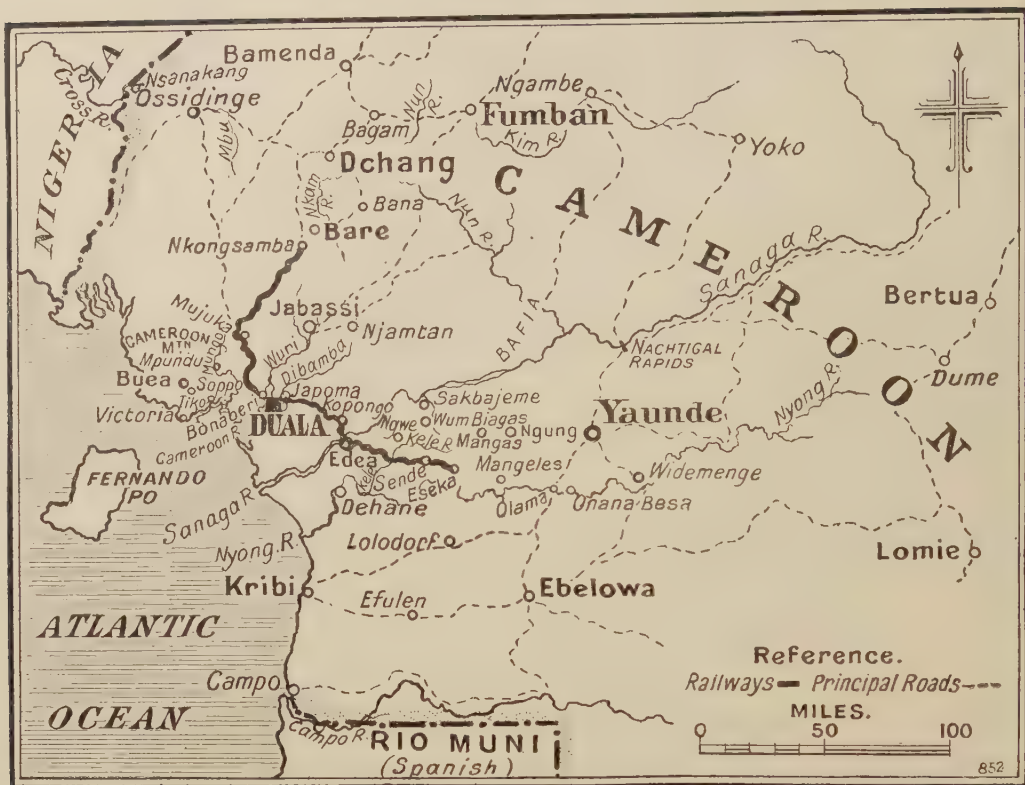 NIGERIA
Cross R.
Nsanakang
Ossidinge
Mbu
Bamenda
Bagam
Nun R.
Ngambe
Fumban
Kim R.
Yoko
Dchang
Nkam R.
Bana
Bare
Nun R.
CAMEROON
Nkongsamba
Sanaga R.
Bertua
Mujuka
Jabassi
Njamtan
BAFIA
CAMEROON
MTN
Mungo
Mpundu
Wuri
Dibamba
NACHTIGAL
RAPIDS
Buea
Soppo
Tiko
Victoria
Bonaberi
Japoma
DUALA
Kopongo
Sakbajeme
Ngwe
Wum Biagas
Kele R.
Mangas
Ngung
Yaunde
Nyong R.
Dume
Cameroon R.
Edea
Kele
Sende
Eseka
Mangeles
Widemenge
FERNANDO
PO
Sanaga R.
Dehane
Olama
Onana Besa
Nyong R.
Lolodorf
Lomie
Kribi
Efulen
Ebelowa
ATLANTIC
OCEAN
Campo
Campo R.
RIO MUNI
(Spanish)
Reference.
Railways Principal Roads
MILES.
0 50 100
852